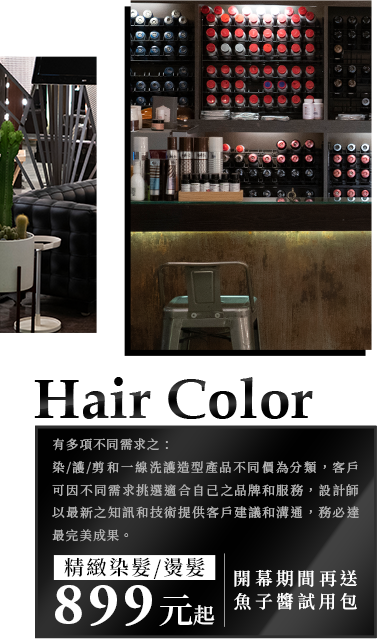 Hair Color
有多項不同需求之：
染/護/剪和一線洗護造型產品不同價為分類，客戶
可因不同需求挑選適合自己之品牌和服務，設計師
以最新之知訊和技術提供客戶建議和溝通，務必達
最完美成果。
精緻染髮/燙髮
899元起
開幕期間再送
魚子醬試用包